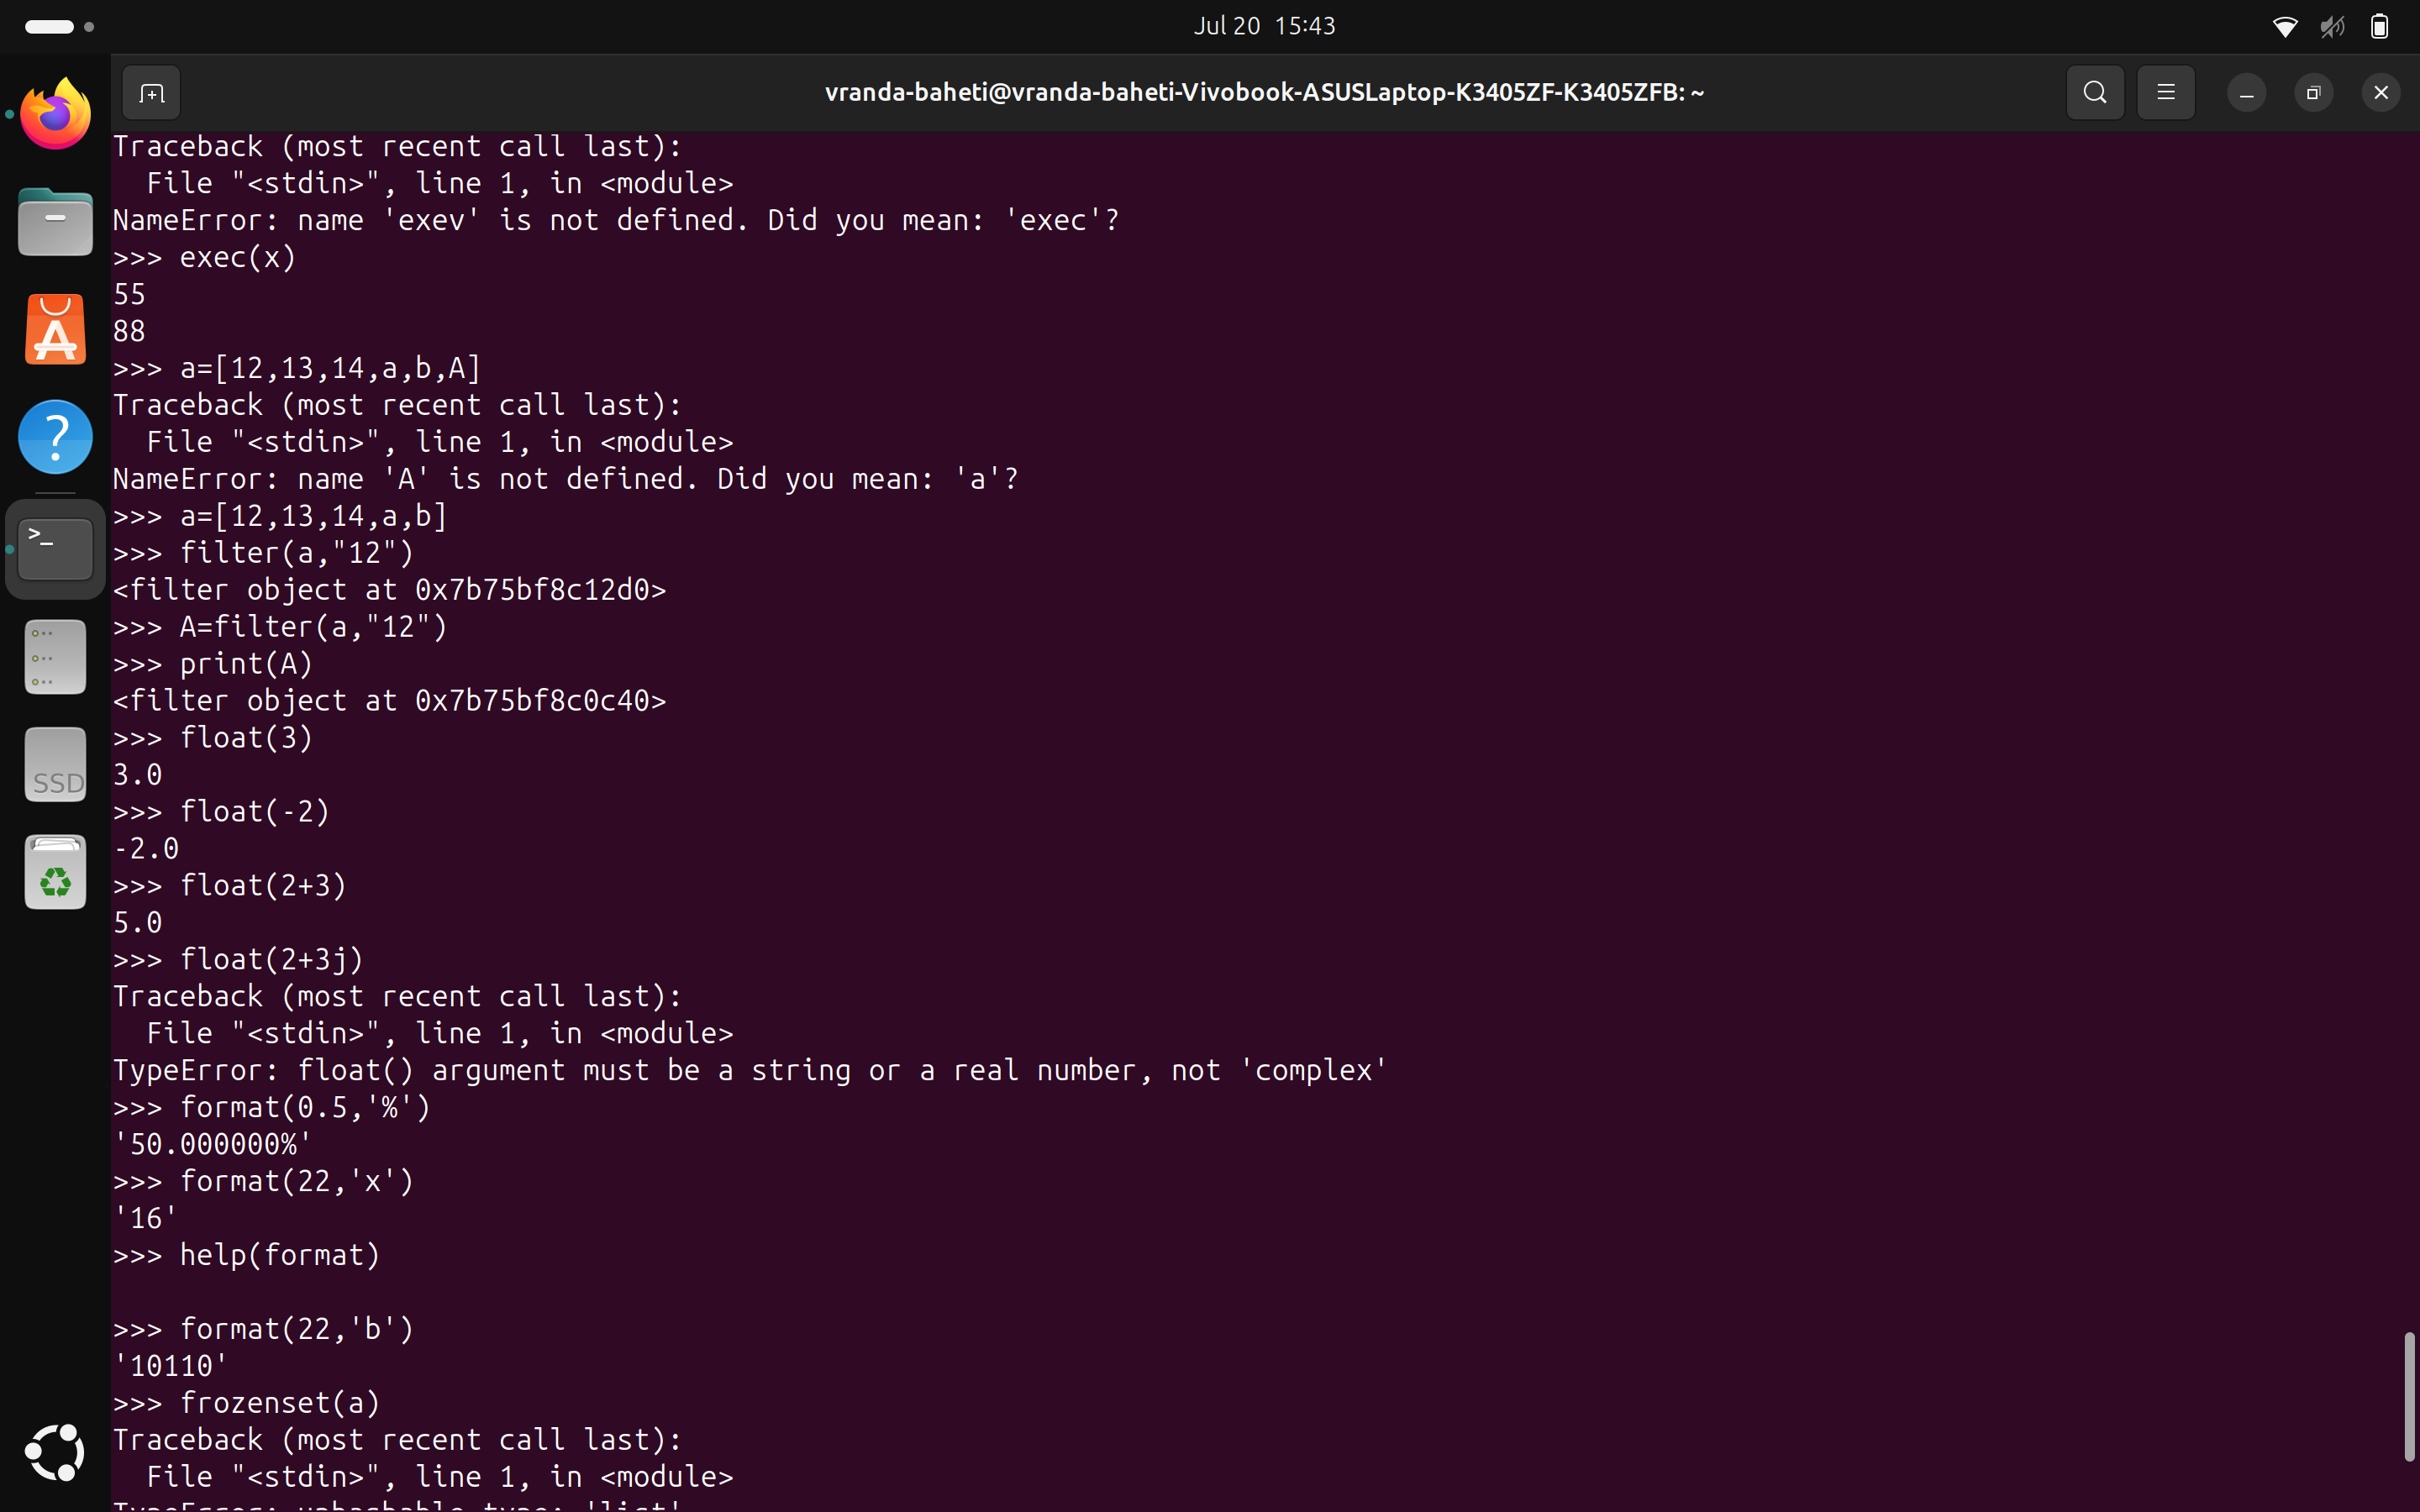 Jul 20 15:43
vranda-baheti@vranda-baheti-Vivobook-ASUSLaptop-K3405ZF-K3405ZFB: ~
Traceback (most recent call last):
  File "<stdin>", line 1, in <module>
NameError: name 'exev' is not defined. Did you mean: 'exec'?
>>> exec(x)
55
88
>>> a=[12,13,14,a,b,A]
Traceback (most recent call last):
  File "<stdin>", line 1, in <module>
NameError: name 'A' is not defined. Did you mean: 'a'?
>>> a=[12,13,14,a,b]
>>> filter(a,"12")
<filter object at 0x7b75bf8c12d0>
>>> A=filter(a,"12")
>>> print(A)
<filter object at 0x7b75bf8c0c40>
>>> float(3)
3.0
>>> float(-2)
-2.0
>>> float(2+3)
5.0
>>> float(2+3j)
Traceback (most recent call last):
  File "<stdin>", line 1, in <module>
TypeError: float() argument must be a string or a real number, not 'complex'
>>> format(0.5,'%')
'50.000000%'
>>> format(22,'x')
'16'
>>> help(format)

>>> format(22,'b')
'10110'
>>> frozenset(a)
Traceback (most recent call last):
  File "<stdin>", line 1, in <module>
TypeError: unhashable type: 'list'
SSD